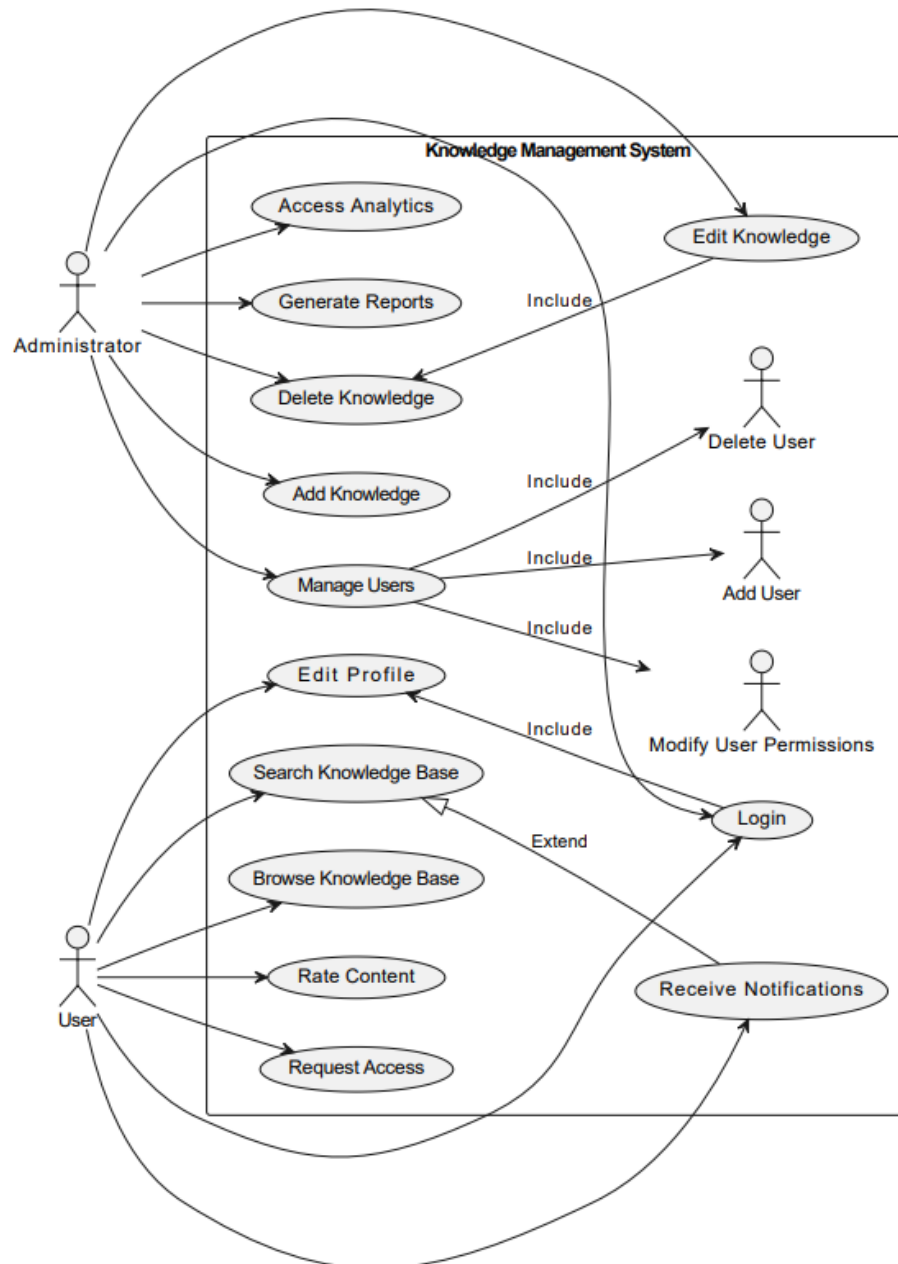 Knowledge Management System
Access Analytics
Edit Knowledge
Generate Reports
Include
Administrator
Delete Knowledge
Delete User
Include
Add Knowledge
Include
Manage Users
Add User
Include
Edit Profile
Include
Modify User Permissions
Search Knowledge Base
Login
Extend
Browse Knowledge Base
Rate Content
Receive Notifications
User
Request Access